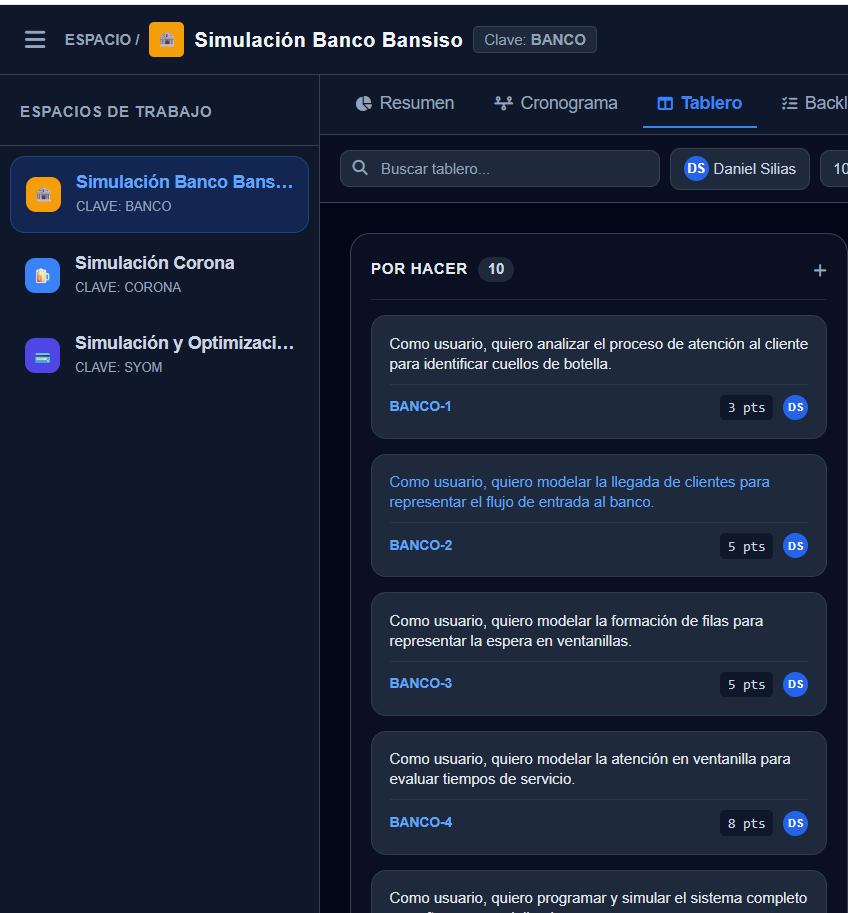 ESPACIO / Simulación Banco Bansiso Clave: BANCO
ESPACIOS DE TRABAJO
Simulación Banco Bans...
CLAVE: BANCO
Simulación Corona
CLAVE: CORONA
Simulación y Optimizaci...
CLAVE: SYOM
Resumen Cronograma Tablero Backl
Buscar tablero... DS Daniel Silias 10
POR HACER 10 +
Como usuario, quiero analizar el proceso de atención al cliente
para identificar cuellos de botella.
BANCO-1 3 pts DS
Como usuario, quiero modelar la llegada de clientes para
representar el flujo de entrada al banco.
BANCO-2 5 pts DS
Como usuario, quiero modelar la formación de filas para
representar la espera en ventanillas.
BANCO-3 5 pts DS
Como usuario, quiero modelar la atención en ventanilla para
evaluar tiempos de servicio.
BANCO-4 8 pts DS
Como usuario, quiero programar y simular el sistema completo